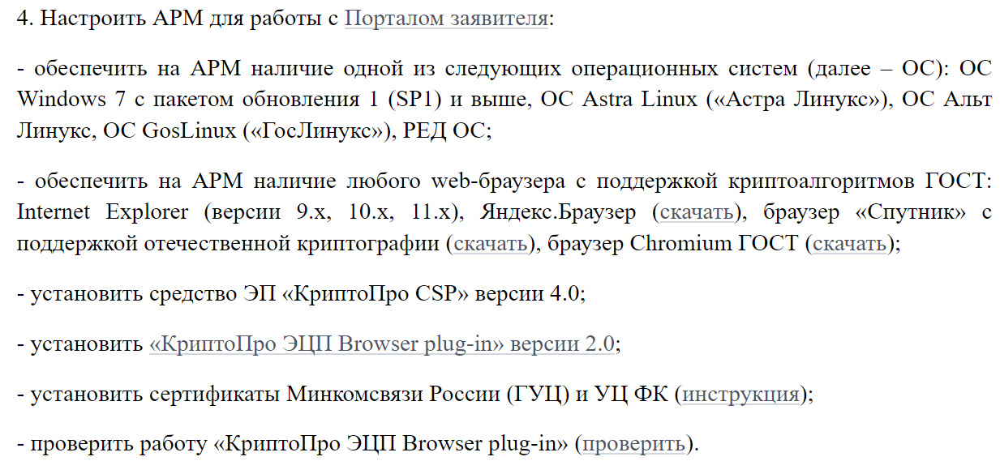 4. Настроить АРМ для работы с Порталом заявителя:
- обеспечить на АРМ наличие одной из следующих операционных систем (далее – ОС): ОС
Windows 7 с пакетом обновления 1 (SP1) и выше, ОС Astra Linux («Астра Линукс»), ОС Альт
Линукс, ОС GosLinux («ГосЛинукс»), РЕД ОС;
- обеспечить на АРМ наличие любого web-браузера с поддержкой криптоалгоритмов ГОСТ:
Internet Explorer (версии 9.x, 10.x, 11.x), Яндекс.Браузер (скачать), браузер «Спутник» с
поддержкой отечественной криптографии (скачать), браузер Chromium ГОСТ (скачать);
- установить средство ЭП «КриптоПро CSP» версии 4.0;
- установить «КриптоПро ЭЦП Browser plug-in» версии 2.0;
- установить сертификаты Минкомсвязи России (ГУЦ) и УЦ ФК (инструкция);
- проверить работу «КриптоПро ЭЦП Browser plug-in» (проверить).